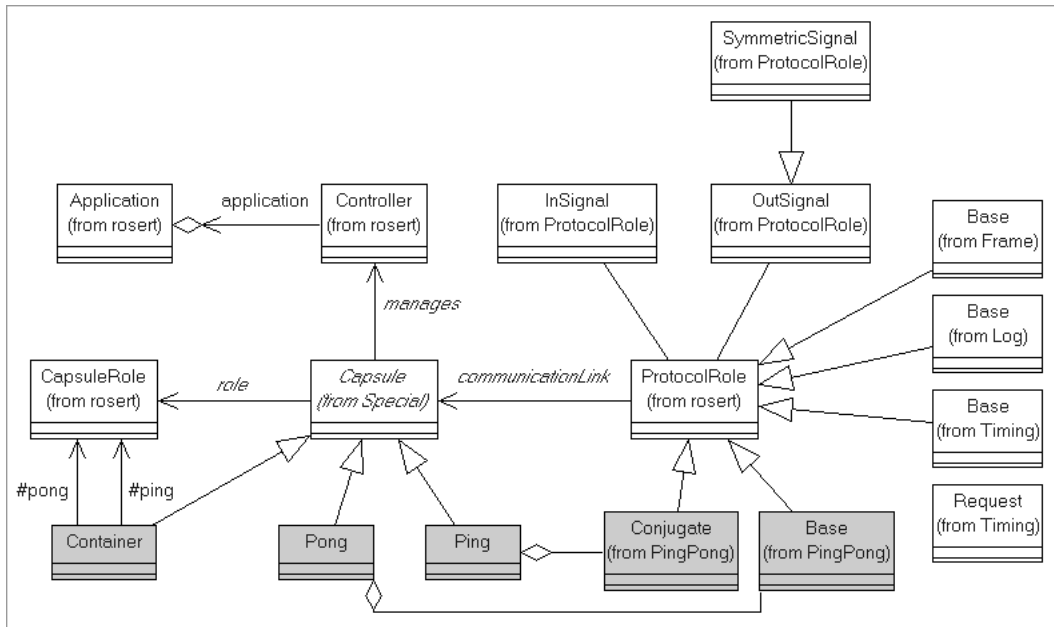 SymmetricSignal
(from ProtocolRole)
Application
(from rosert)
application
Controller
(from rosert)
InSignal
(from ProtocolRole)
OutSignal
(from ProtocolRole)
Base
(from Frame)
manages
Base
(from Log)
CapsuleRole
(from rosert)
role
Capsule
(from Special)
communicationLink
ProtocolRole
(from rosert)
Base
(from Timing)
#pong
#ping
Request
(from Timing)
Container
Pong
Ping
Conjugate
(from PingPong)
Base
(from PingPong)